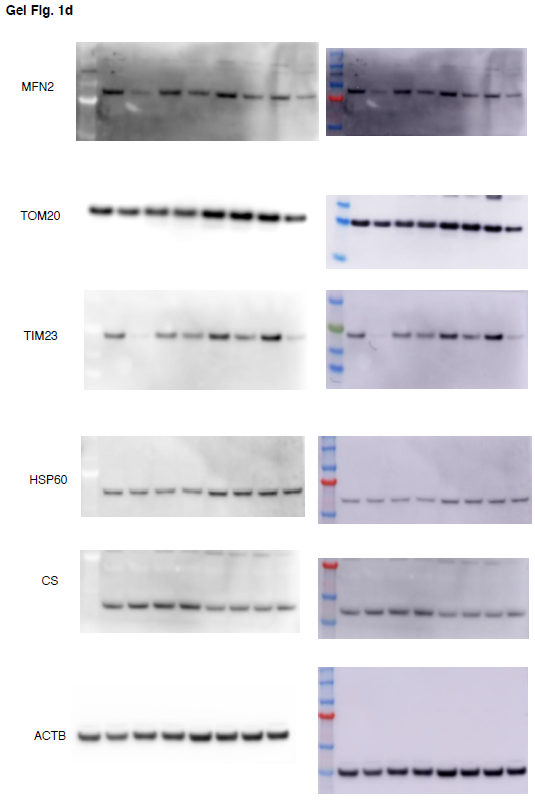 Gel Fig. 1d
MFN2
TOM20
TIM23
HSP60
CS
ACTB